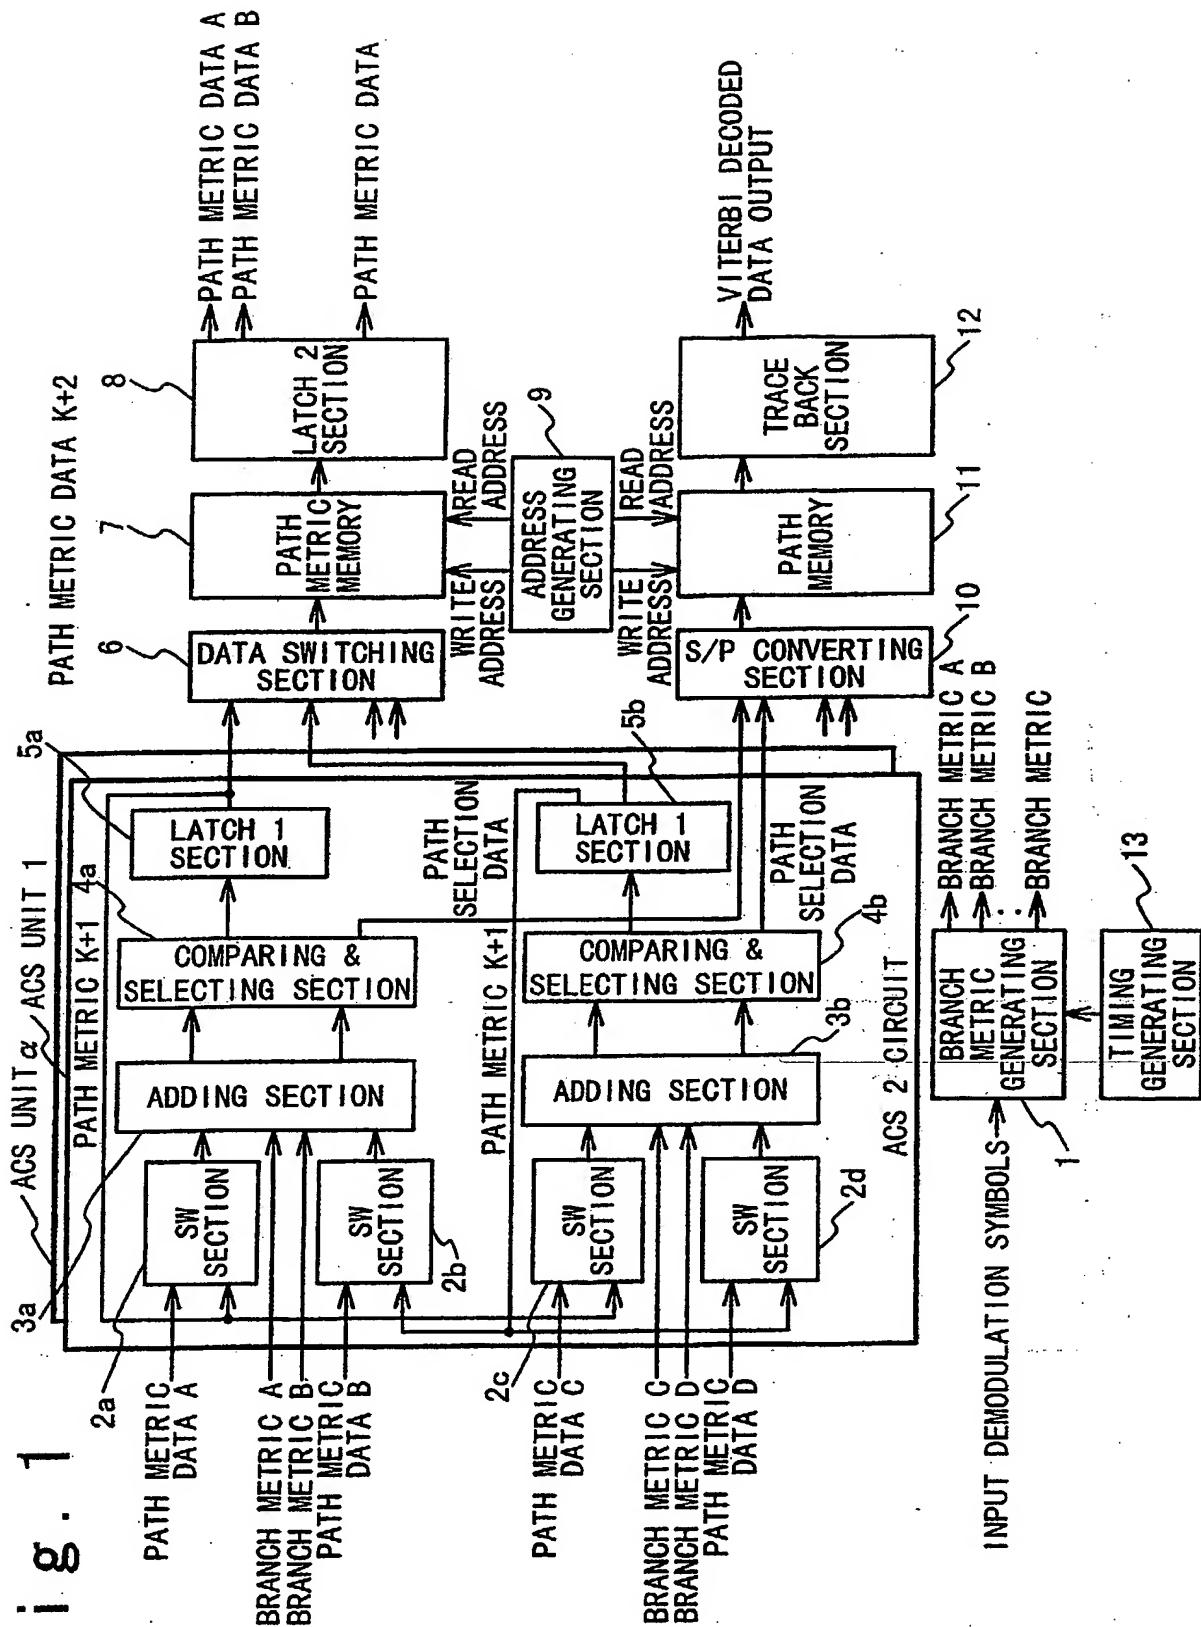 ig. 1
ACS UNIT α
ACS UNIT 1
3a
PATH METRIC K+1
4a
5a
PATH METRIC DATA K+2
6
7
8
PATH METRIC DATA A
PATH METRIC DATA B
PATH METRIC DATA
2a
PATH METRIC
DATA A
SW
SECTION
BRANCH METRIC A
BRANCH METRIC B
PATH METRIC
DATA B
SW
SECTION
2b
ADDING SECTION
COMPARING &
SELECTING SECTION
LATCH 1
SECTION
DATA SWITCHING
SECTION
PATH
METRIC
MEMORY
LATCH 2
SECTION
PATH
SELECTION
DATA
PATH METRIC K+1
WRITE
ADDRESS
READ
ADDRESS
ADDRESS
GENERATING
SECTION
9
WRITE
ADDRESS
READ
ADDRESS
2c
PATH METRIC
DATA C
SW
SECTION
BRANCH METRIC C
BRANCH METRIC D
PATH METRIC
DATA D
SW
SECTION
2d
ADDING SECTION
3b
COMPARING &
SELECTING SECTION
4b
LATCH 1
SECTION
5b
PATH
SELECTION
DATA
ACS 2 CIRCUIT
S/P CONVERTING
SECTION
10
PATH
MEMORY
11
TRACE
BACK
SECTION
12
VITERBI DECODED
DATA OUTPUT
INPUT DEMODULATION SYMBOLS
1
BRANCH
METRIC
GENERATING
SECTION
BRANCH METRIC A
BRANCH METRIC B
BRANCH METRIC
TIMING
GENERATING
SECTION
13